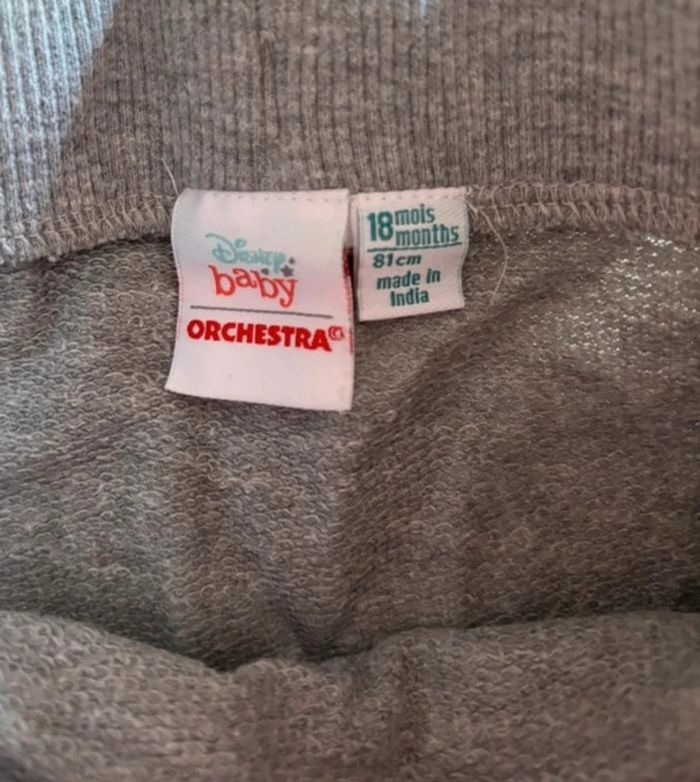 Disney
baby
ORCHESTRA
18 mois
months
81cm
made in
India